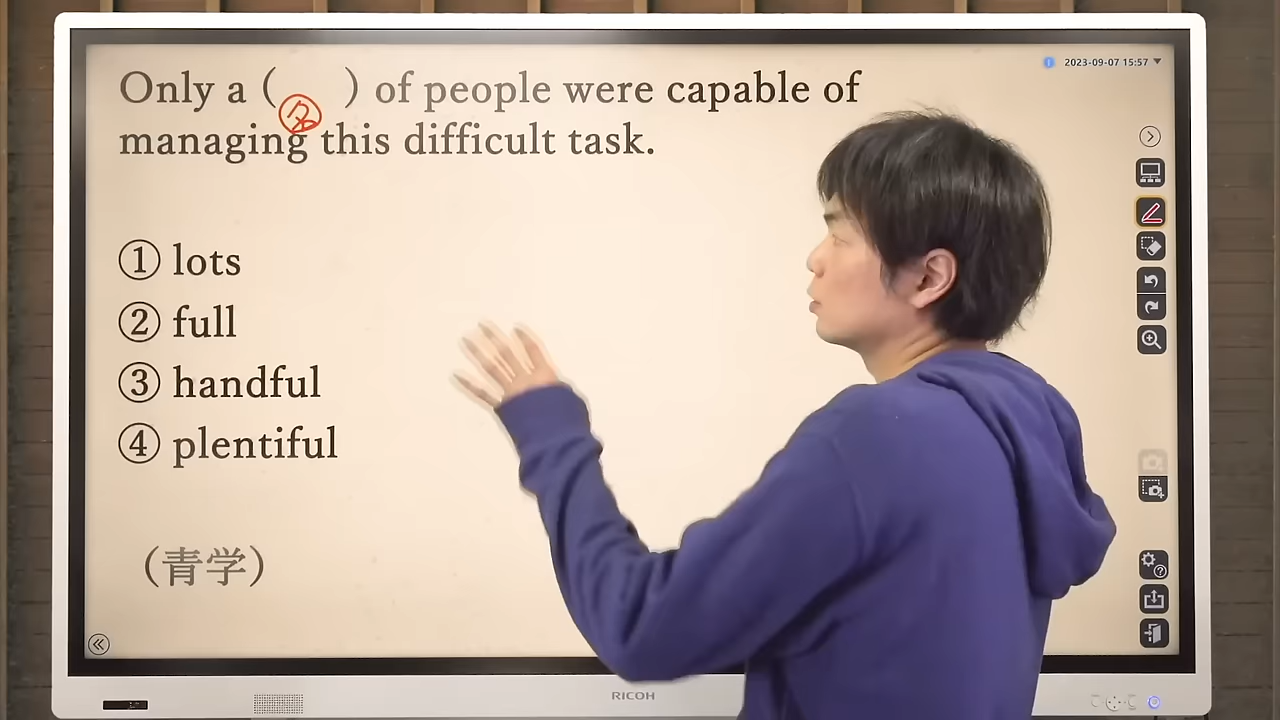 Only a ( ) of people were capable of
managing this difficult task.
① lots
② full
③ handful
④ plentiful
(青学)
2023-09-07 15:57
RICOH